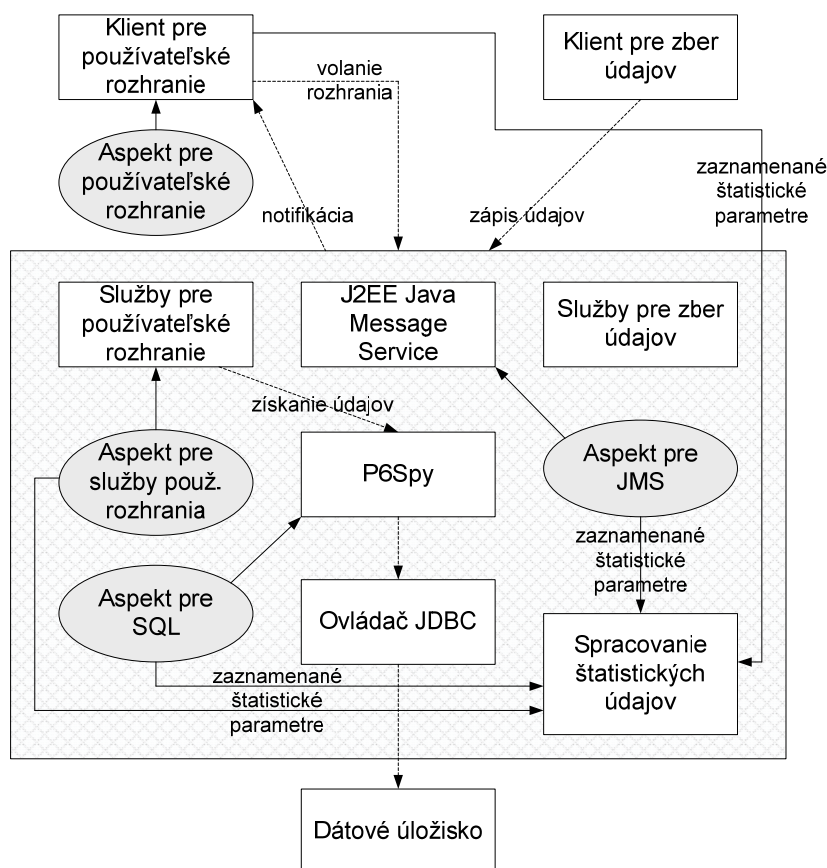 Klient pre
používateľské
rozhranie
Klient pre zber
údajov
volanie
rozhrania
Aspekt pre
používateľské
rozhranie
zaznamenané
štatistické
parametre
notifikácia
zápis údajov
Služby pre
používateľské
rozhranie
J2EE Java
Message
Service
Služby pre zber
údajov
získanie údajov
Aspekt pre
služby použ.
rozhrania
P6Spy
Aspekt pre
JMS
zaznamenané
štatistické
parametre
Aspekt pre
SQL
Ovládač JDBC
Spracovanie
štatistických
údajov
zaznamenané
štatistické
parametre
Dátové úložisko